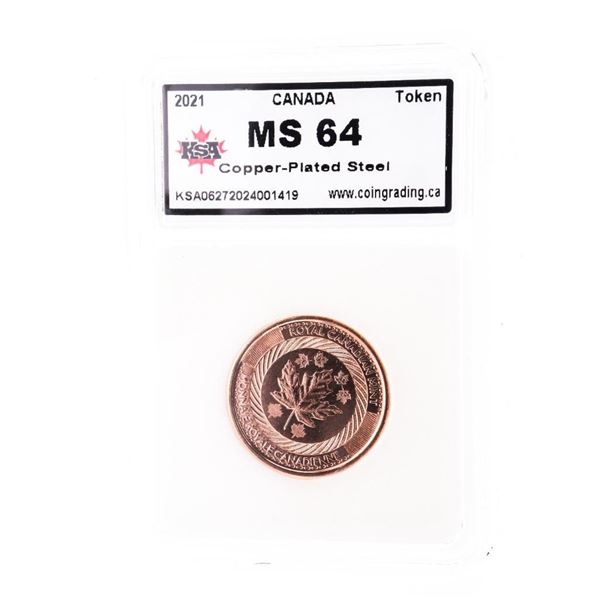 2021 CANADA Token
MS 64
KSA
Copper-Plated Steel
KSA06272024001419 www.coingrading.ca
ROYAL CANADIAN MINT
MONNAIE ROYALE CANADIENNE